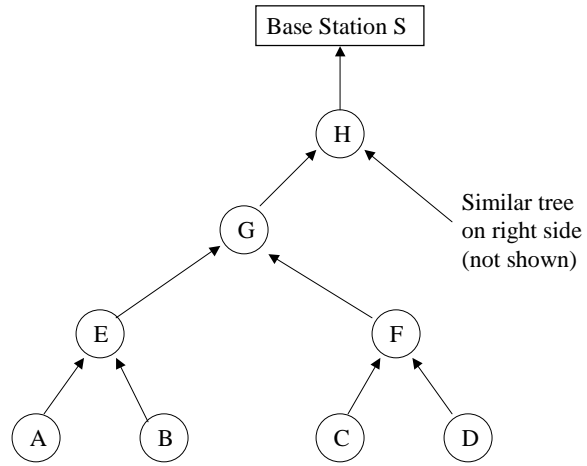 Base Station S
H
Similar tree
on right side
(not shown)
G
E
F
A
B
C
D